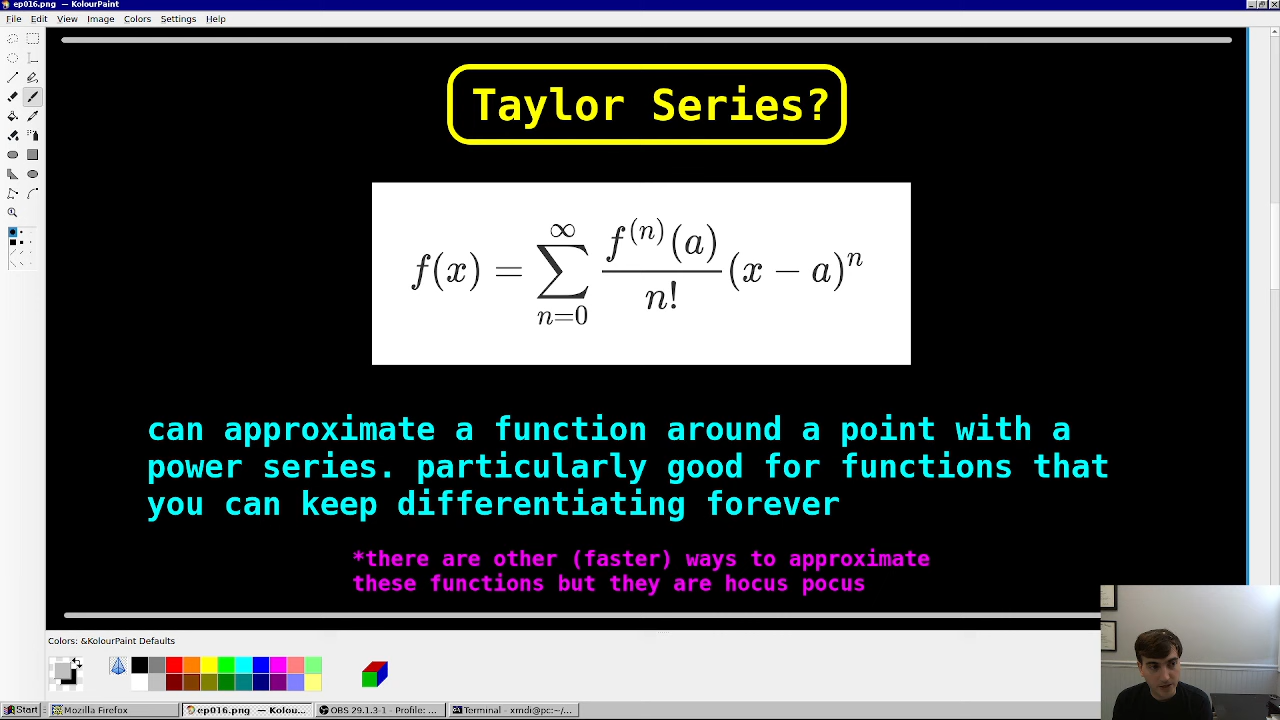 ep016.png — KolourPaint
File Edit View Image Colors Settings Help
Taylor Series?
f(x) = ∑_{n=0}^{∞} \frac{f^{(n)}(a)}{n!}(x − a)^n
can approximate a function around a point with a
power series. particularly good for functions that
you can keep differentiating forever
*there are other (faster) ways to approximate
these functions but they are hocus pocus
Colors: &KolourPaint Defaults
Start Mozilla Firefox ep016.png — Kolou... OBS 29.1.3-1 - Profile: ... Terminal - xmdi@pc:~/...